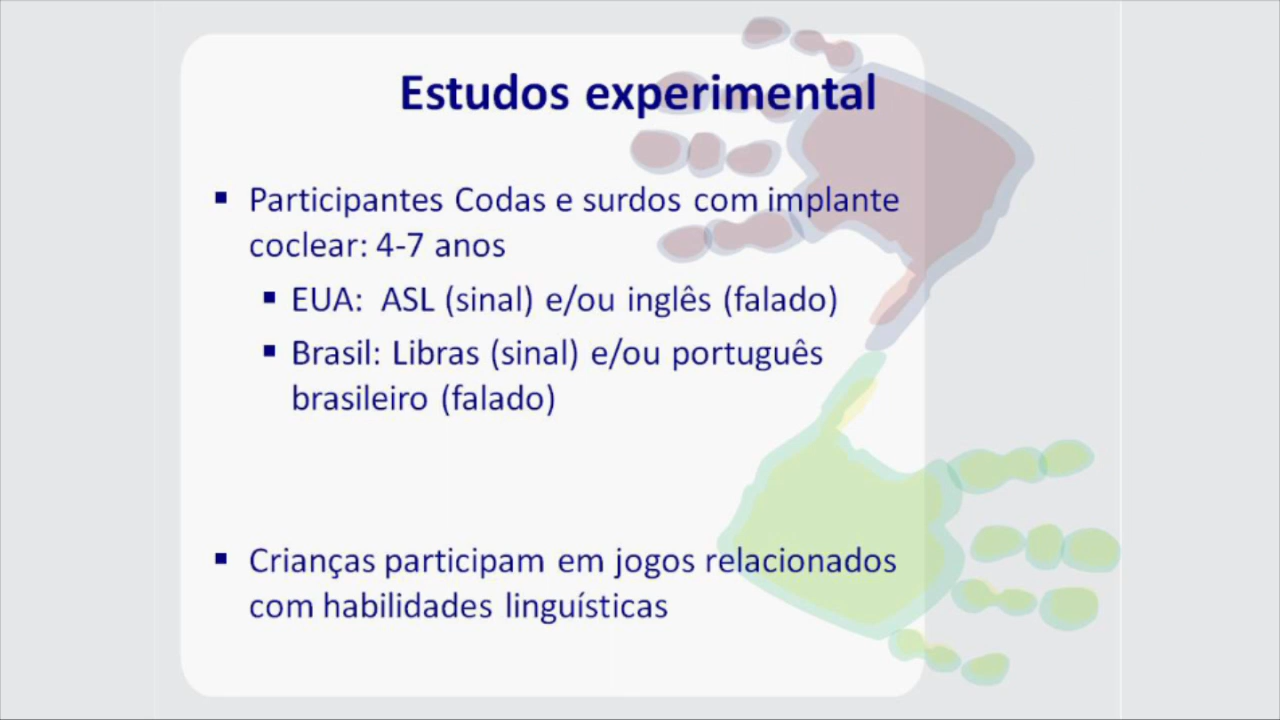 Estudos experimental
▪ Participantes Codas e surdos com implante
coclear: 4-7 anos
▪ EUA: ASL (sinal) e/ou inglês (falado)
▪ Brasil: Libras (sinal) e/ou português
brasileiro (falado)
▪ Crianças participam em jogos relacionados
com habilidades linguísticas